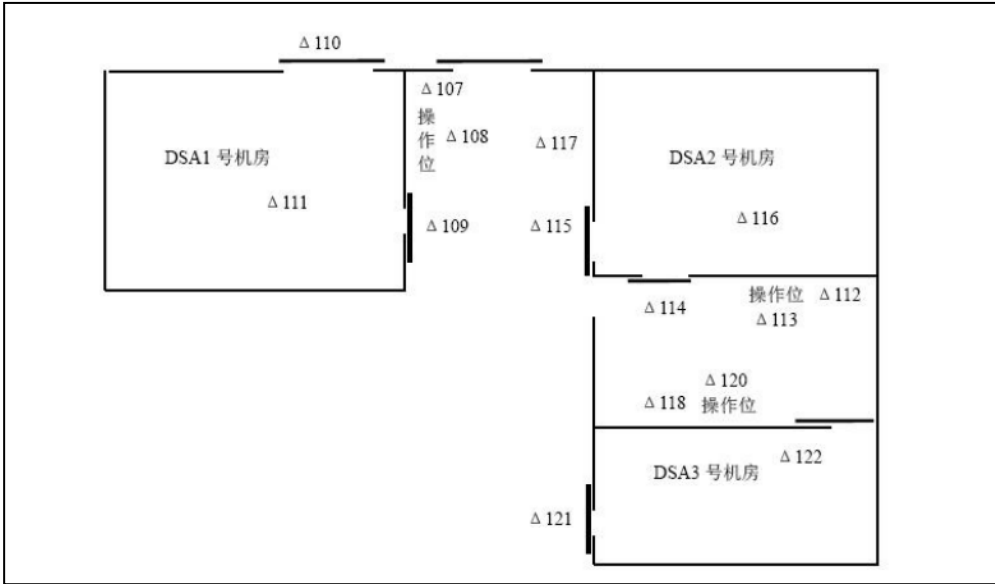 Δ 110
Δ 107
操作位
Δ 108
Δ 117
DSA1 号机房
DSA2 号机房
Δ 111
Δ 109
Δ 115
Δ 116
操作位 Δ 112
Δ 114
Δ 113
Δ 120
Δ 118 操作位
Δ 122
DSA3 号机房
Δ 121